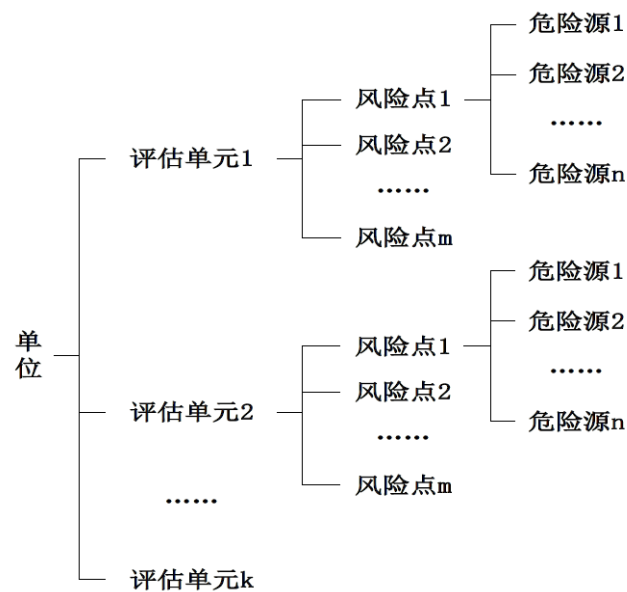 单位
评估单元1
风险点1
危险源1
危险源2
……
危险源n
风险点2
……
风险点m
评估单元2
风险点1
危险源1
危险源2
……
危险源n
风险点2
……
风险点m
……
评估单元k